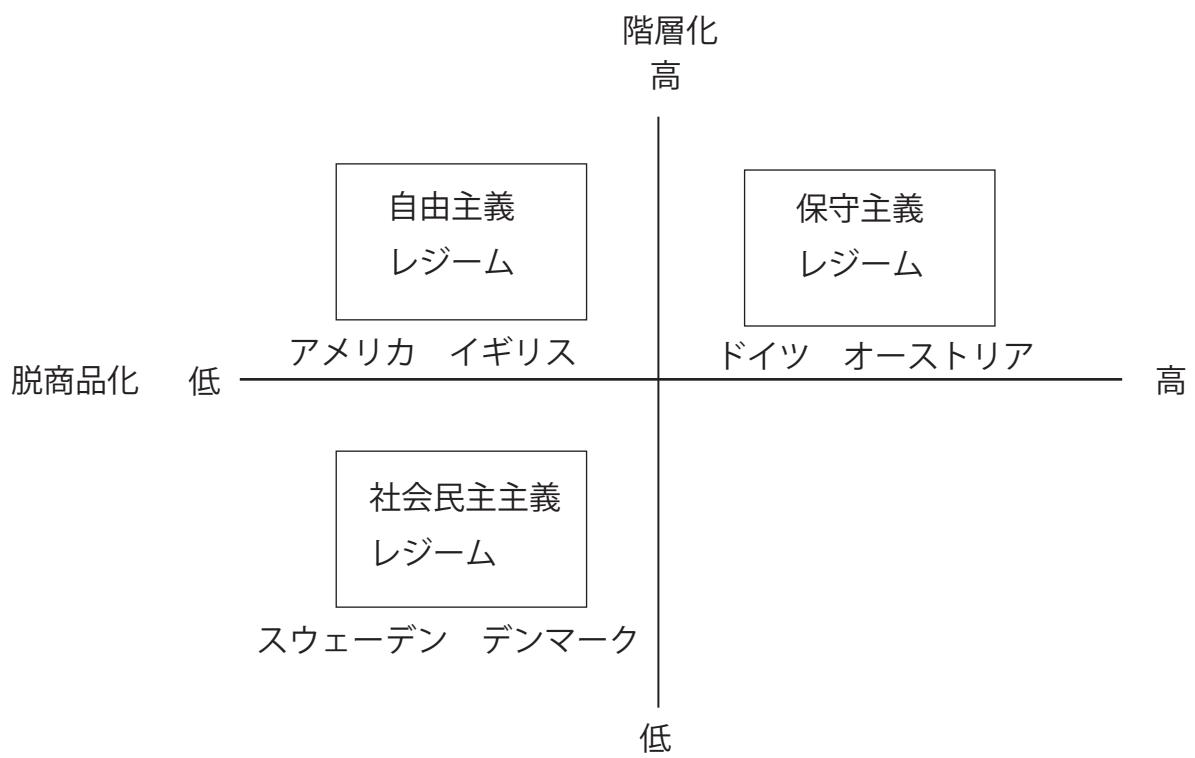 階層化
高
自由主義
レジーム
保守主義
レジーム
アメリカ　イギリス
ドイツ　オーストリア
脱商品化　低
高
社会民主主義
レジーム
スウェーデン　デンマーク
低